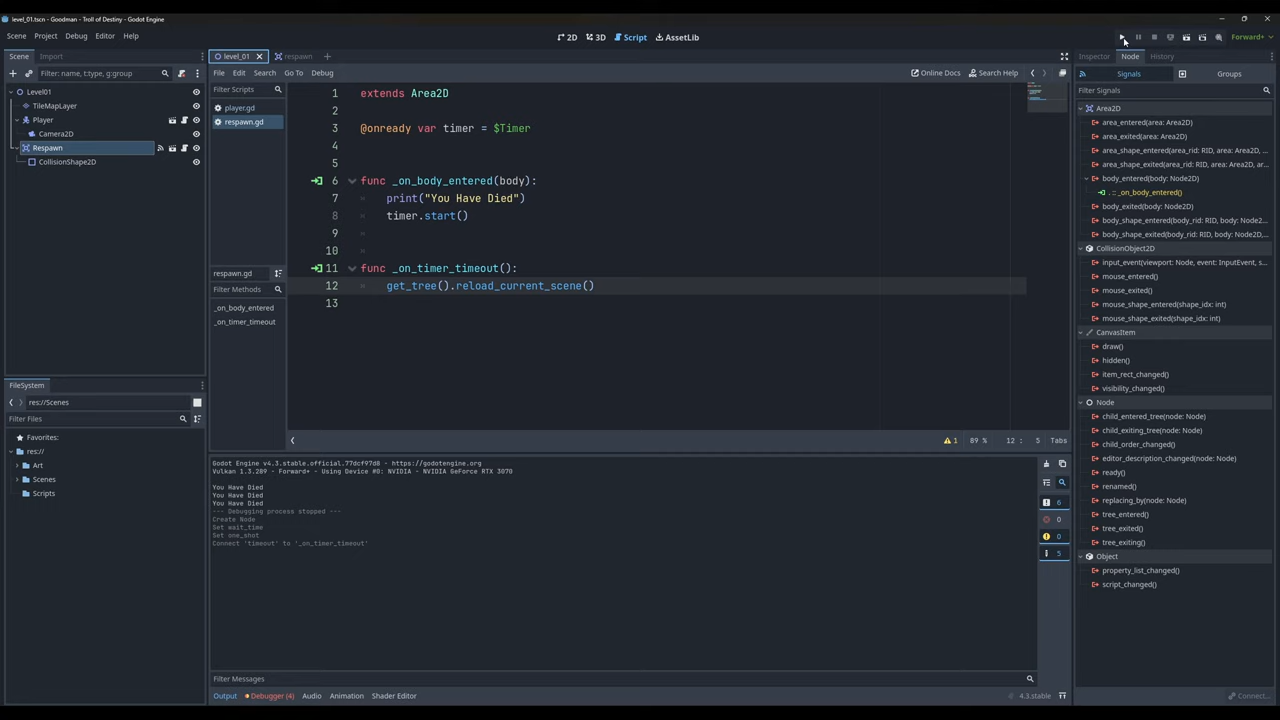 level_01.tscn - Goodman - Troll of Destiny - Godot Engine
Scene Project Debug Editor Help
2D 3D Script AssetLib
Forward+
Scene Import
Filter: name, t:type, g:group
Level01
TileMapLayer
Player
Camera2D
Respawn
CollisionShape2D
FileSystem
res://Scenes
Filter Files
Favorites:
res://
Art
Scenes
Scripts
level_01 respawn
File Edit Search Go To Debug
Online Docs Search Help
Filter Scripts
player.gd
respawn.gd
respawn.gd
Filter Methods
_on_body_entered
_on_timer_timeout
1 extends Area2D
2
3 @onready var timer = $Timer
4
5
6 func _on_body_entered(body):
7 print("You Have Died")
8 timer.start()
9
10
11 func _on_timer_timeout():
12 get_tree().reload_current_scene()
13
1 89 % 12 : 5 Tabs
Godot Engine v4.3.stable.official.77dcf97d8 - https://godotengine.org
Vulkan 1.3.289 - Forward+ - Using Device #0: NVIDIA - NVIDIA GeForce RTX 3070
You Have Died
You Have Died
You Have Died
--- Debugging process stopped ---
Create Node
Set wait_time
Set one_shot
Connect 'timeout' to '_on_timer_timeout'
6
0
0
5
Filter Messages
Output Debugger (4) Audio Animation Shader Editor
4.3.stable
Inspector Node History
Signals Groups
Filter Signals
Area2D
area_entered(area: Area2D)
area_exited(area: Area2D)
area_shape_entered(area_rid: RID, area: Area2D, ...
area_shape_exited(area_rid: RID, area: Area2D, ar...
body_entered(body: Node2D)
. :: _on_body_entered()
body_exited(body: Node2D)
body_shape_entered(body_rid: RID, body: Node2...
body_shape_exited(body_rid: RID, body: Node2D,...
CollisionObject2D
input_event(viewport: Node, event: InputEvent, s...
mouse_entered()
mouse_exited()
mouse_shape_entered(shape_idx: int)
mouse_shape_exited(shape_idx: int)
CanvasItem
draw()
hidden()
item_rect_changed()
visibility_changed()
Node
child_entered_tree(node: Node)
child_exiting_tree(node: Node)
child_order_changed()
editor_description_changed(node: Node)
ready()
renamed()
replacing_by(node: Node)
tree_entered()
tree_exited()
tree_exiting()
Object
property_list_changed()
script_changed()
Connect...